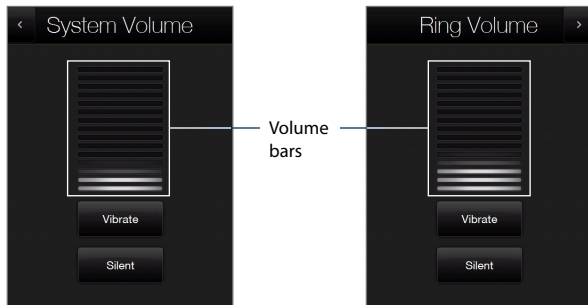 System Volume
Vibrate
Silent
Volume
bars
Ring Volume
Vibrate
Silent